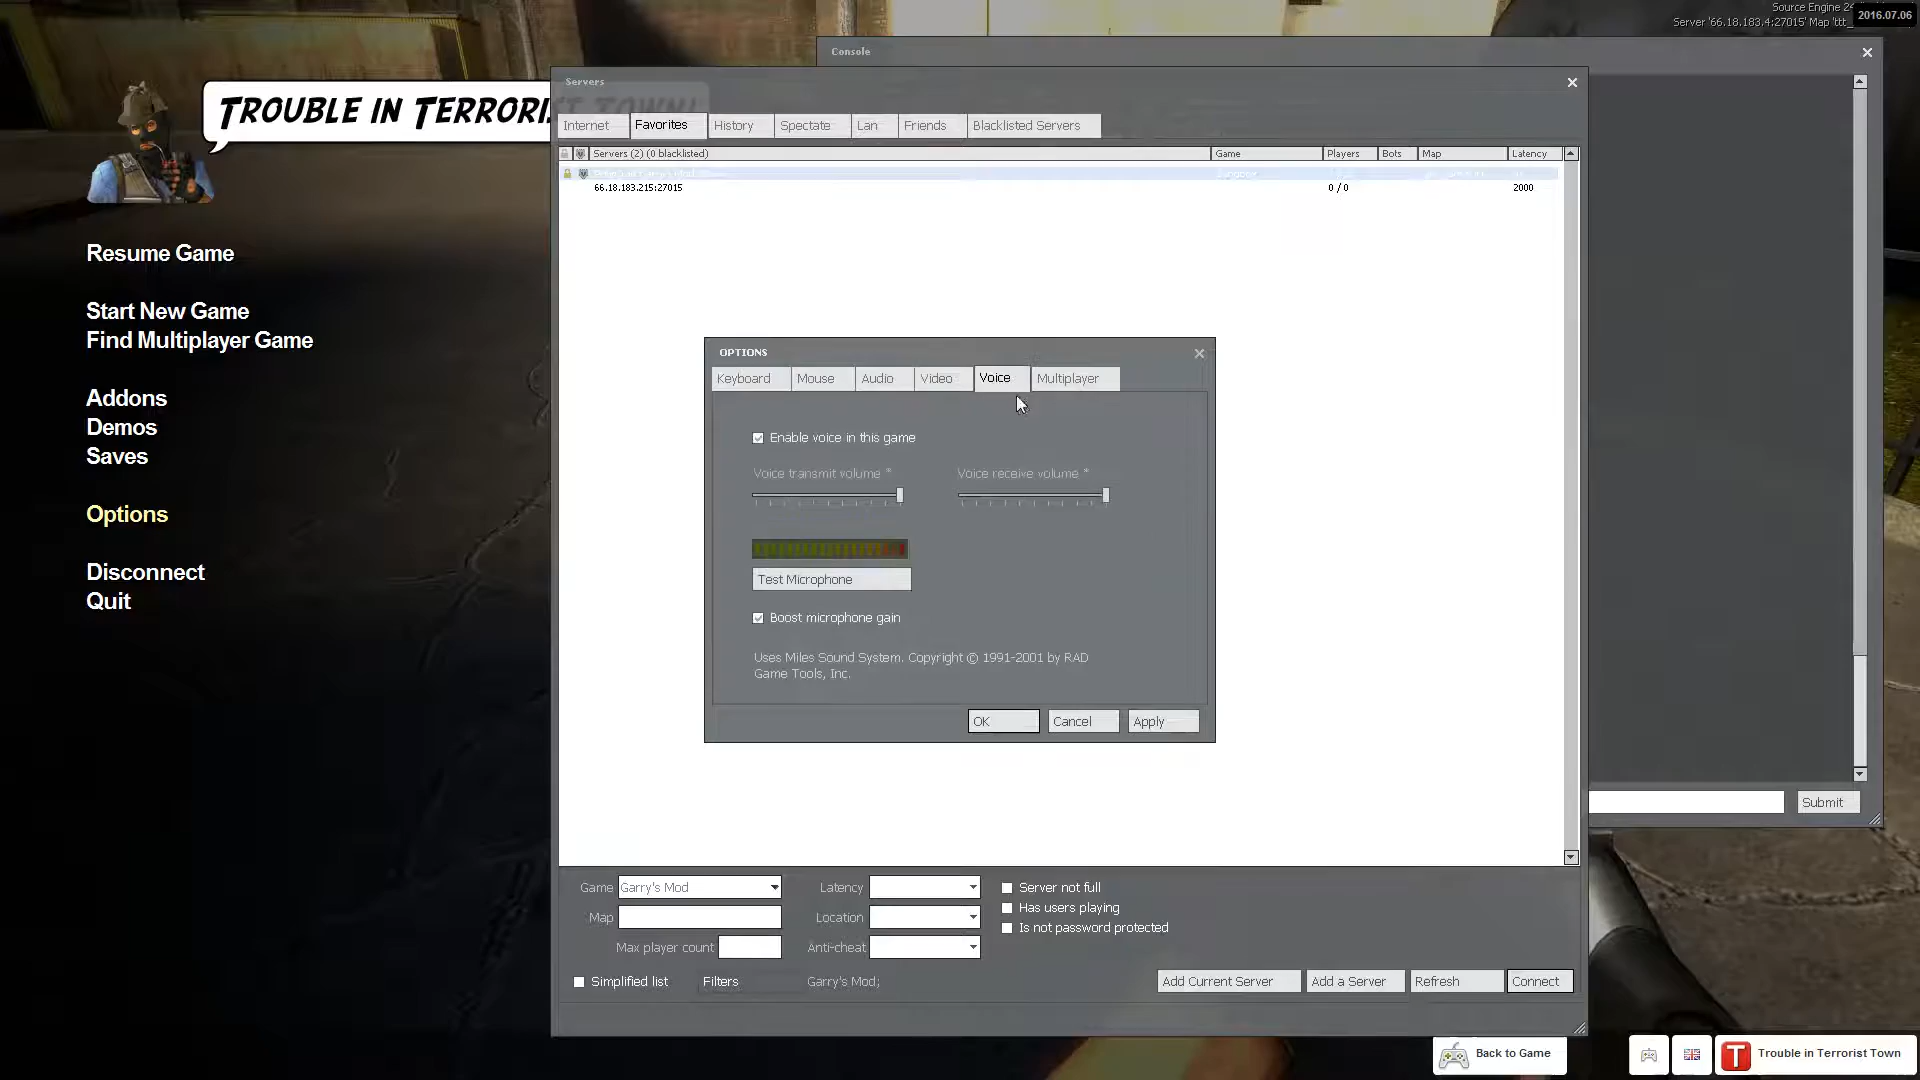 Source Engine 2
Server '66.18.183.4:27015' Map 'ttt_
2016.07.06
Console
Servers
TROUBLE IN TERRORIST TOWN!
Internet Favorites History Spectate Lan Friends Blacklisted Servers
Servers (2) (0 blacklisted) Game Players Bots Map Latency
66.18.183.215:27015 0 / 0 2000
Resume Game
Start New Game
Find Multiplayer Game
Addons
Demos
Saves
Options
Disconnect
Quit
OPTIONS
Keyboard Mouse Audio Video Voice Multiplayer
Enable voice in this game
Voice transmit volume * Voice receive volume *
Test Microphone
Boost microphone gain
Uses Miles Sound System. Copyright © 1991-2001 by RAD
Game Tools, Inc.
OK Cancel Apply
Submit
Game Garry's Mod Latency Server not full
Map Location Has users playing
Max player count Anti-cheat Is not password protected
Simplified list Filters Garry's Mod; Add Current Server Add a Server Refresh Connect
Back to Game
T Trouble in Terrorist Town